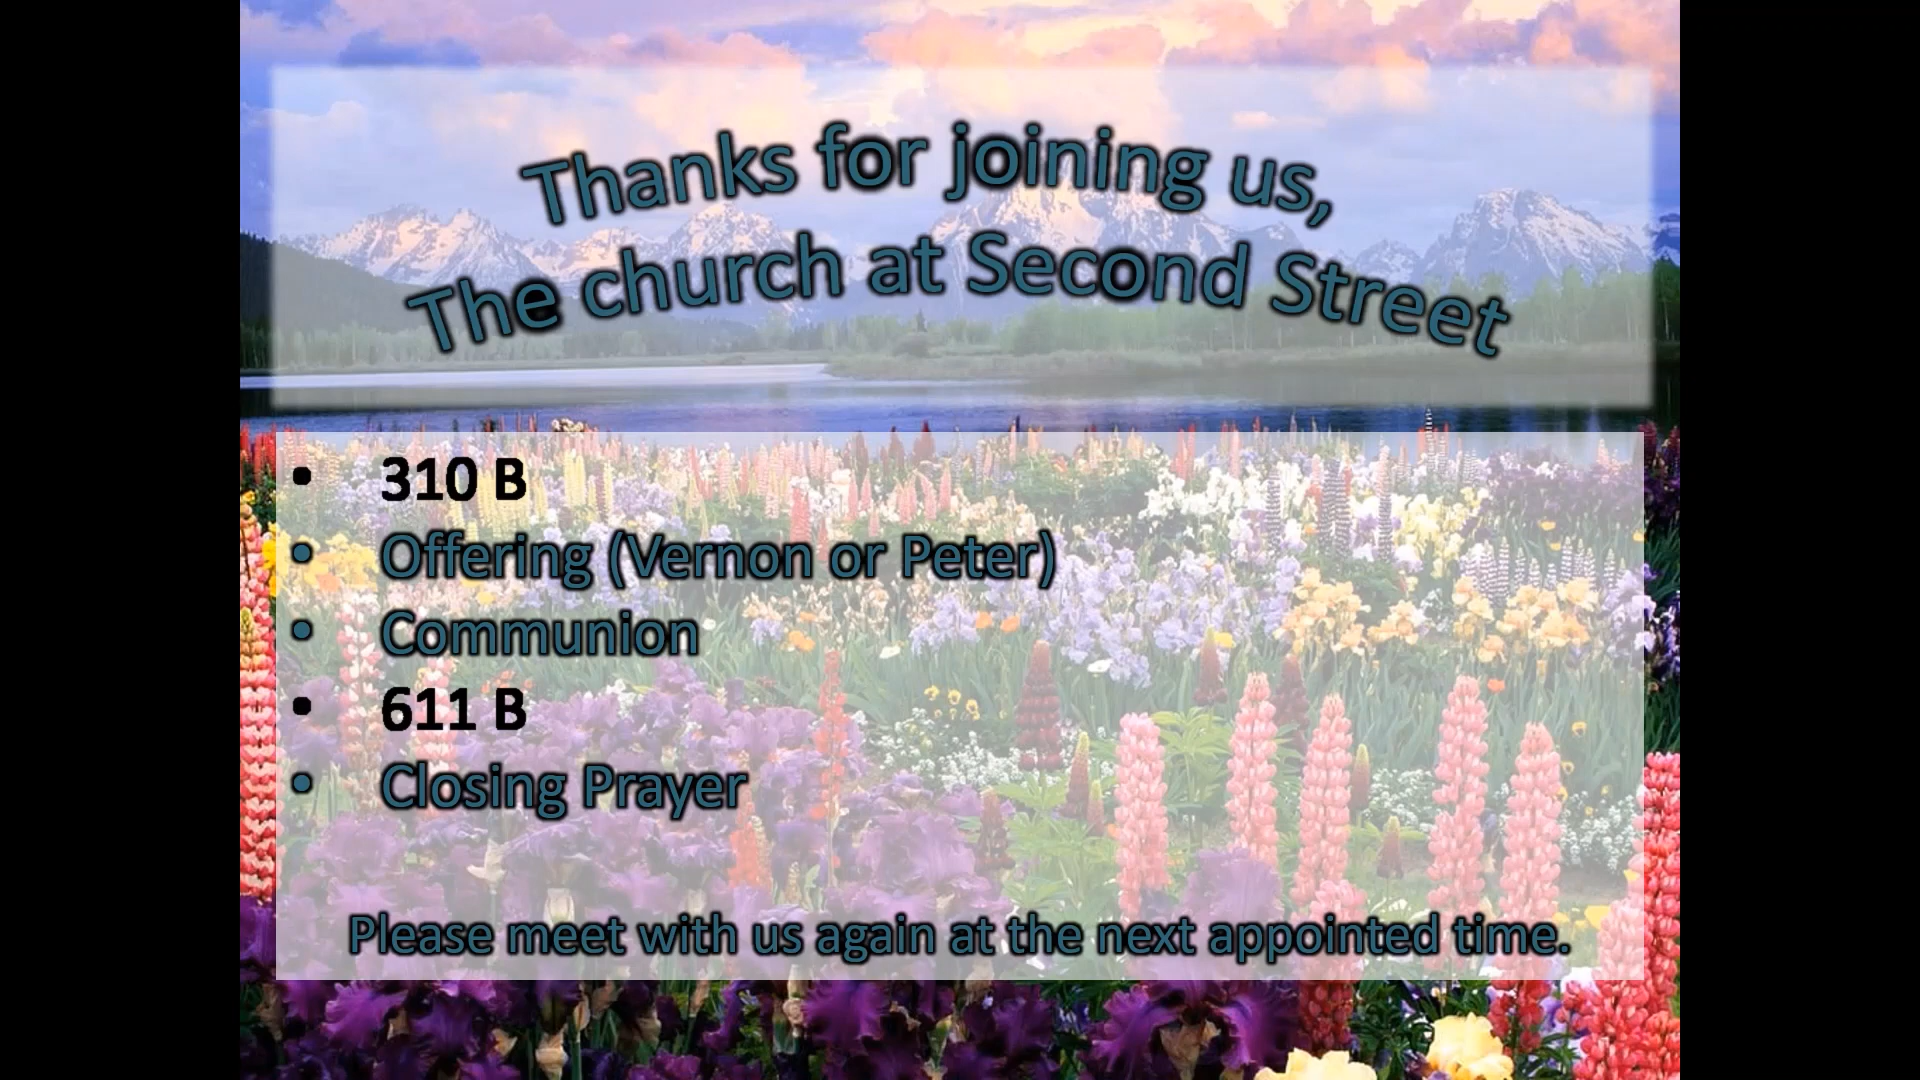 Thanks for joining us,
The church at Second Street
• 310 B
• Offering (Vernon or Peter)
• Communion
• 611 B
• Closing Prayer
Please meet with us again at the next appointed time.